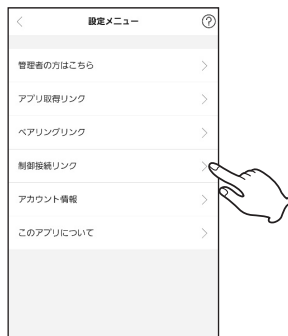 設定メニュー ?
管理者の方はこちら
アプリ取得リンク
ペアリングリンク
制御接続リンク
アカウント情報
このアプリについて